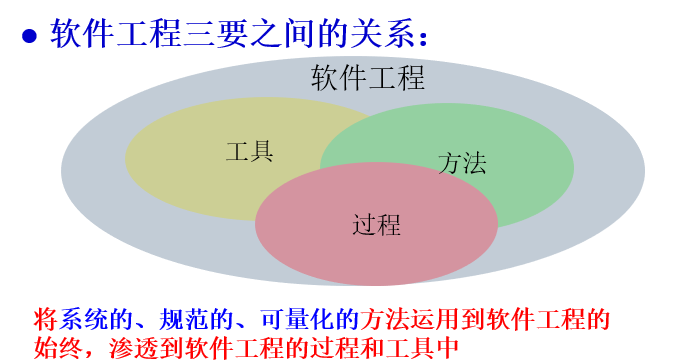 ● 软件工程三要之间的关系：
软件工程
工具
方法
过程
将系统的、规范的、可量化的方法运用到软件工程的
始终，渗透到软件工程的过程和工具中